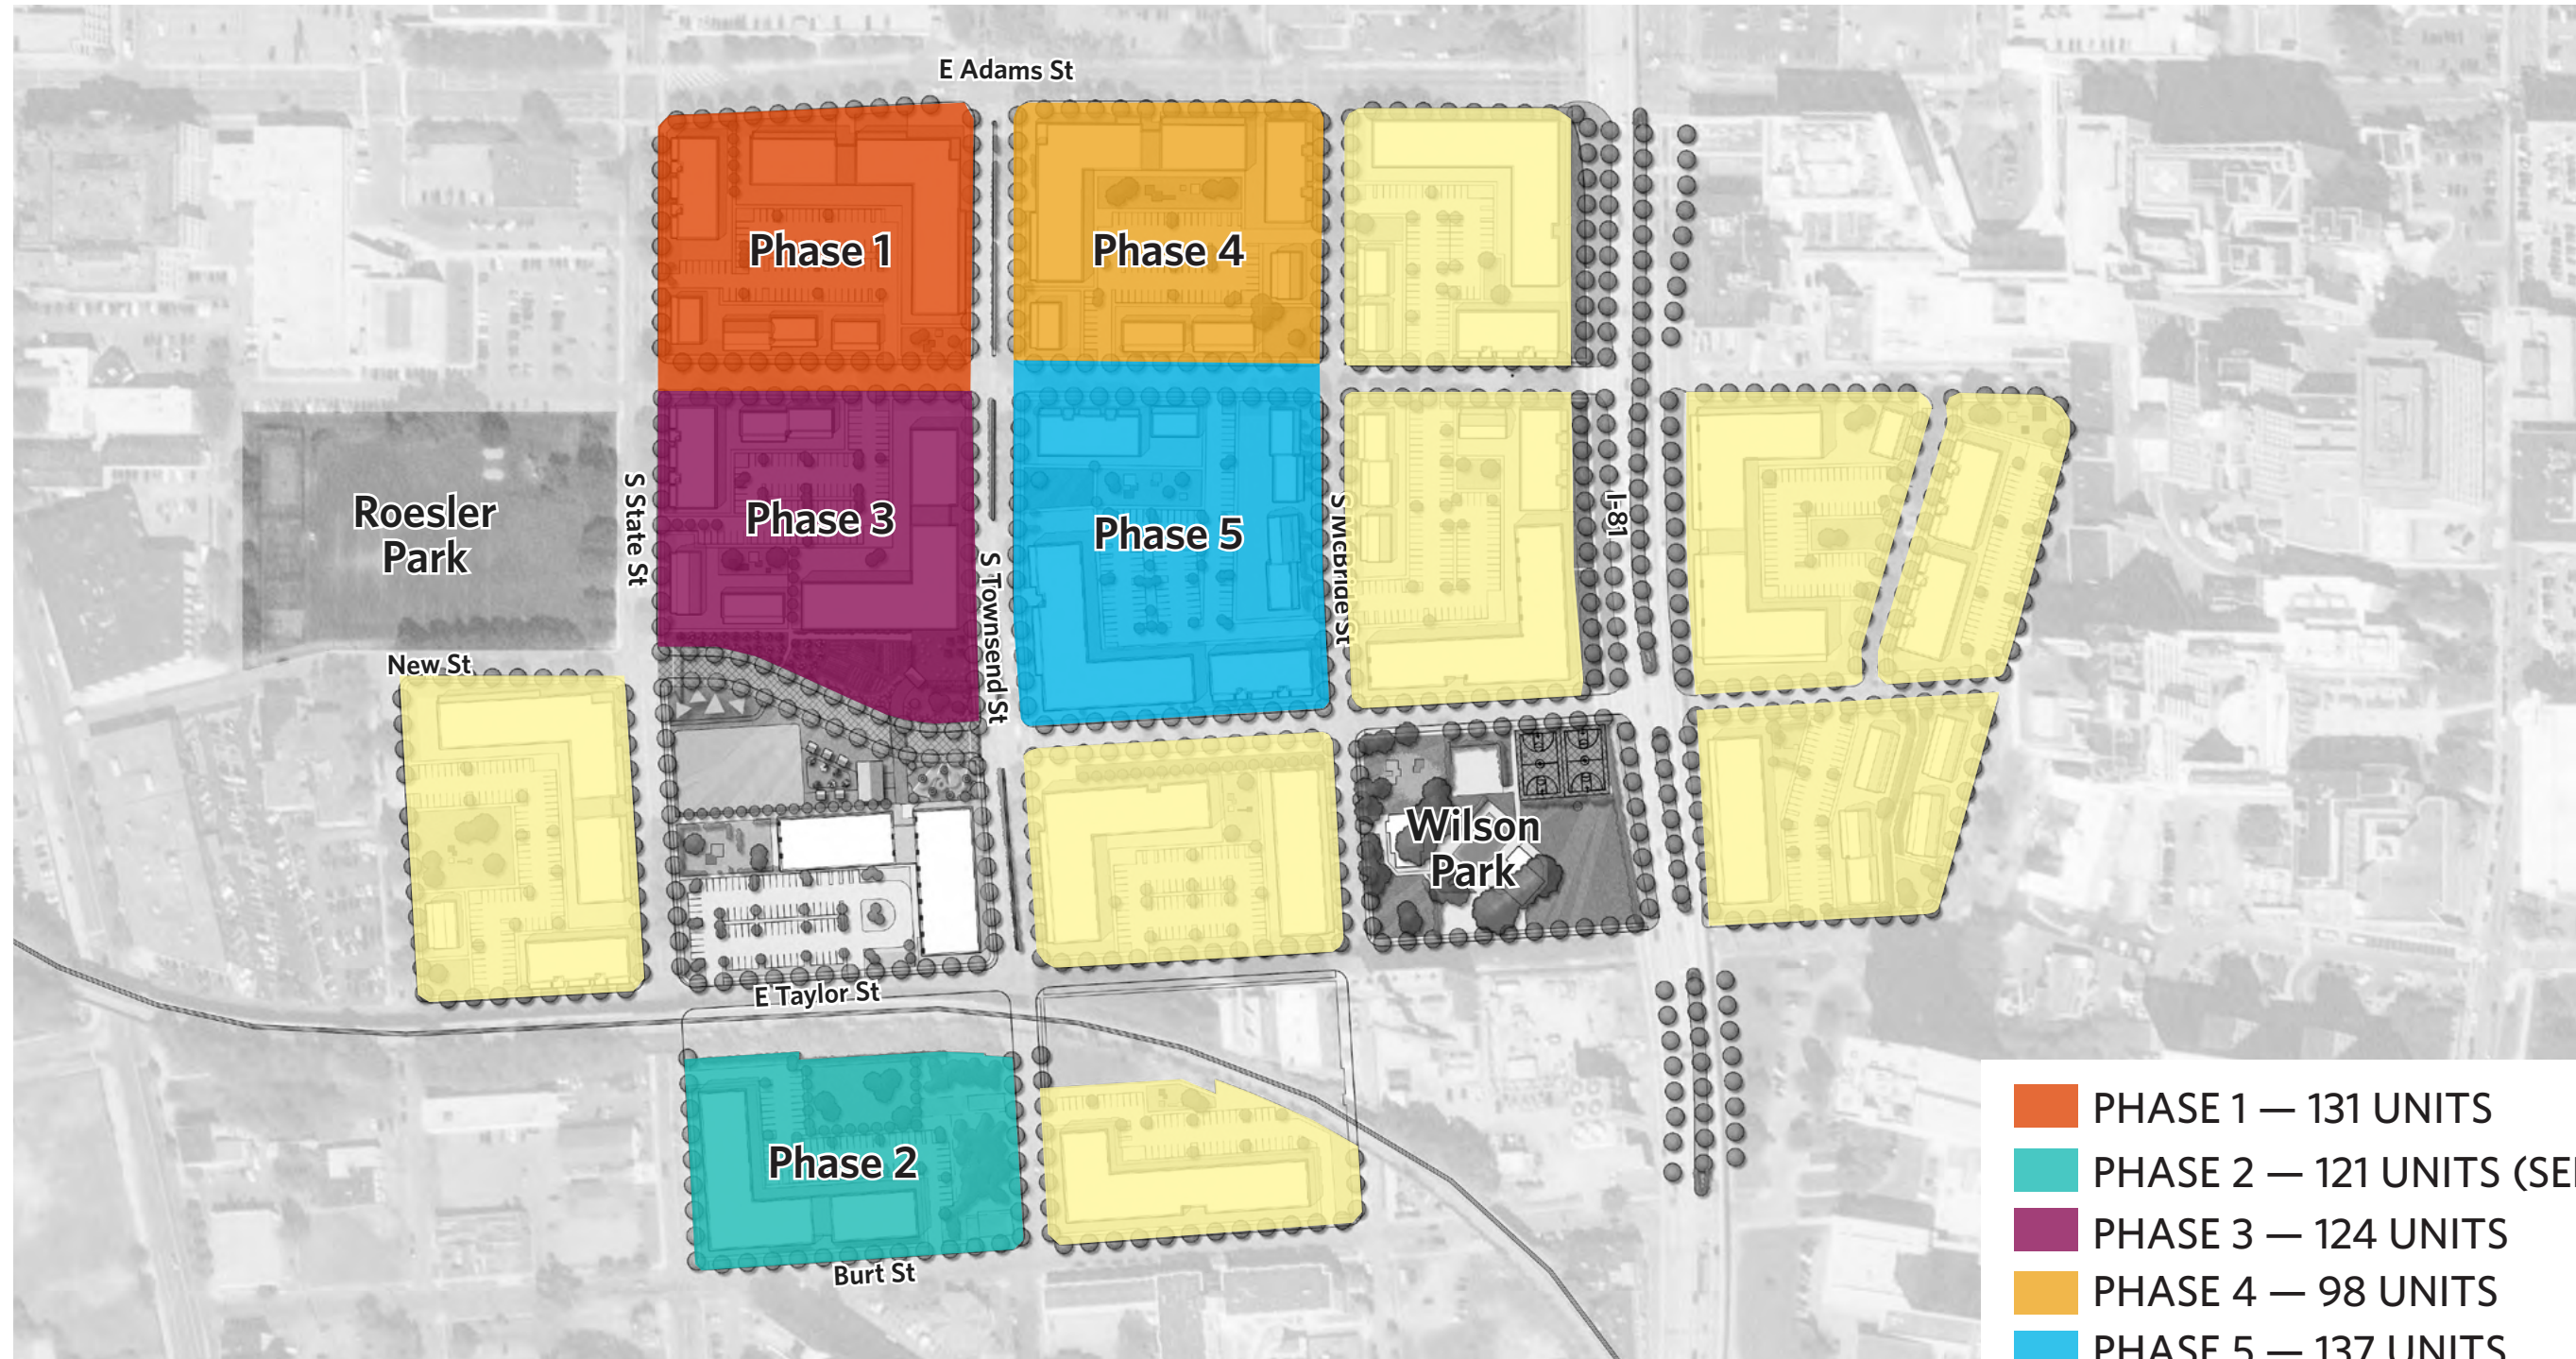 E Adams St
Phase 1
Phase 4
Roesler
Park
S State St
Phase 3
S Townsend St
Phase 5
S McBride St
I-81
New St
Wilson
Park
E Taylor St
Phase 2
Burt St
PHASE 1 — 131 UNITS
PHASE 2 — 121 UNITS
PHASE 3 — 124 UNITS
PHASE 4 — 98 UNITS
PHASE 5 — 137 UNITS